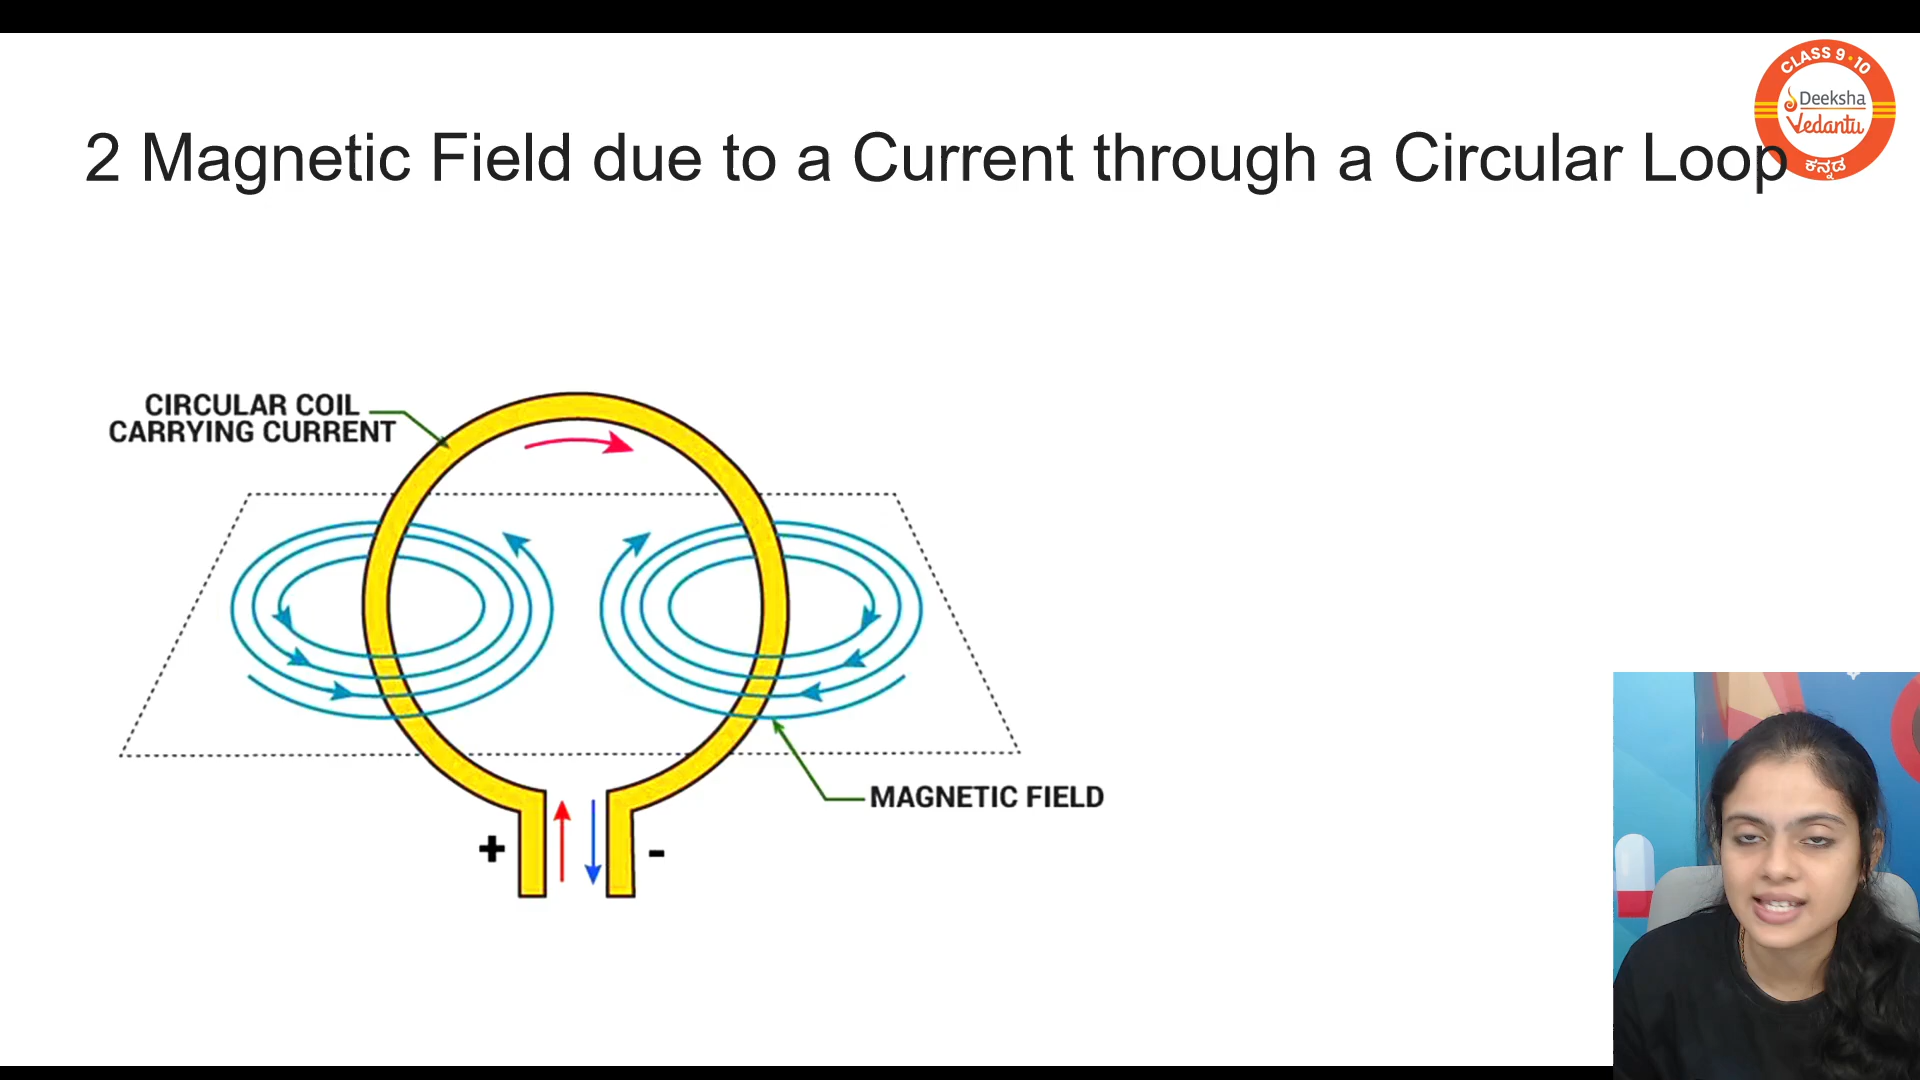 CLASS 9 • 10
Deeksha
Vedantu
ಕನ್ನಡ
2 Magnetic Field due to a Current through a Circular Loop
CIRCULAR COIL
CARRYING CURRENT
MAGNETIC FIELD
+ -